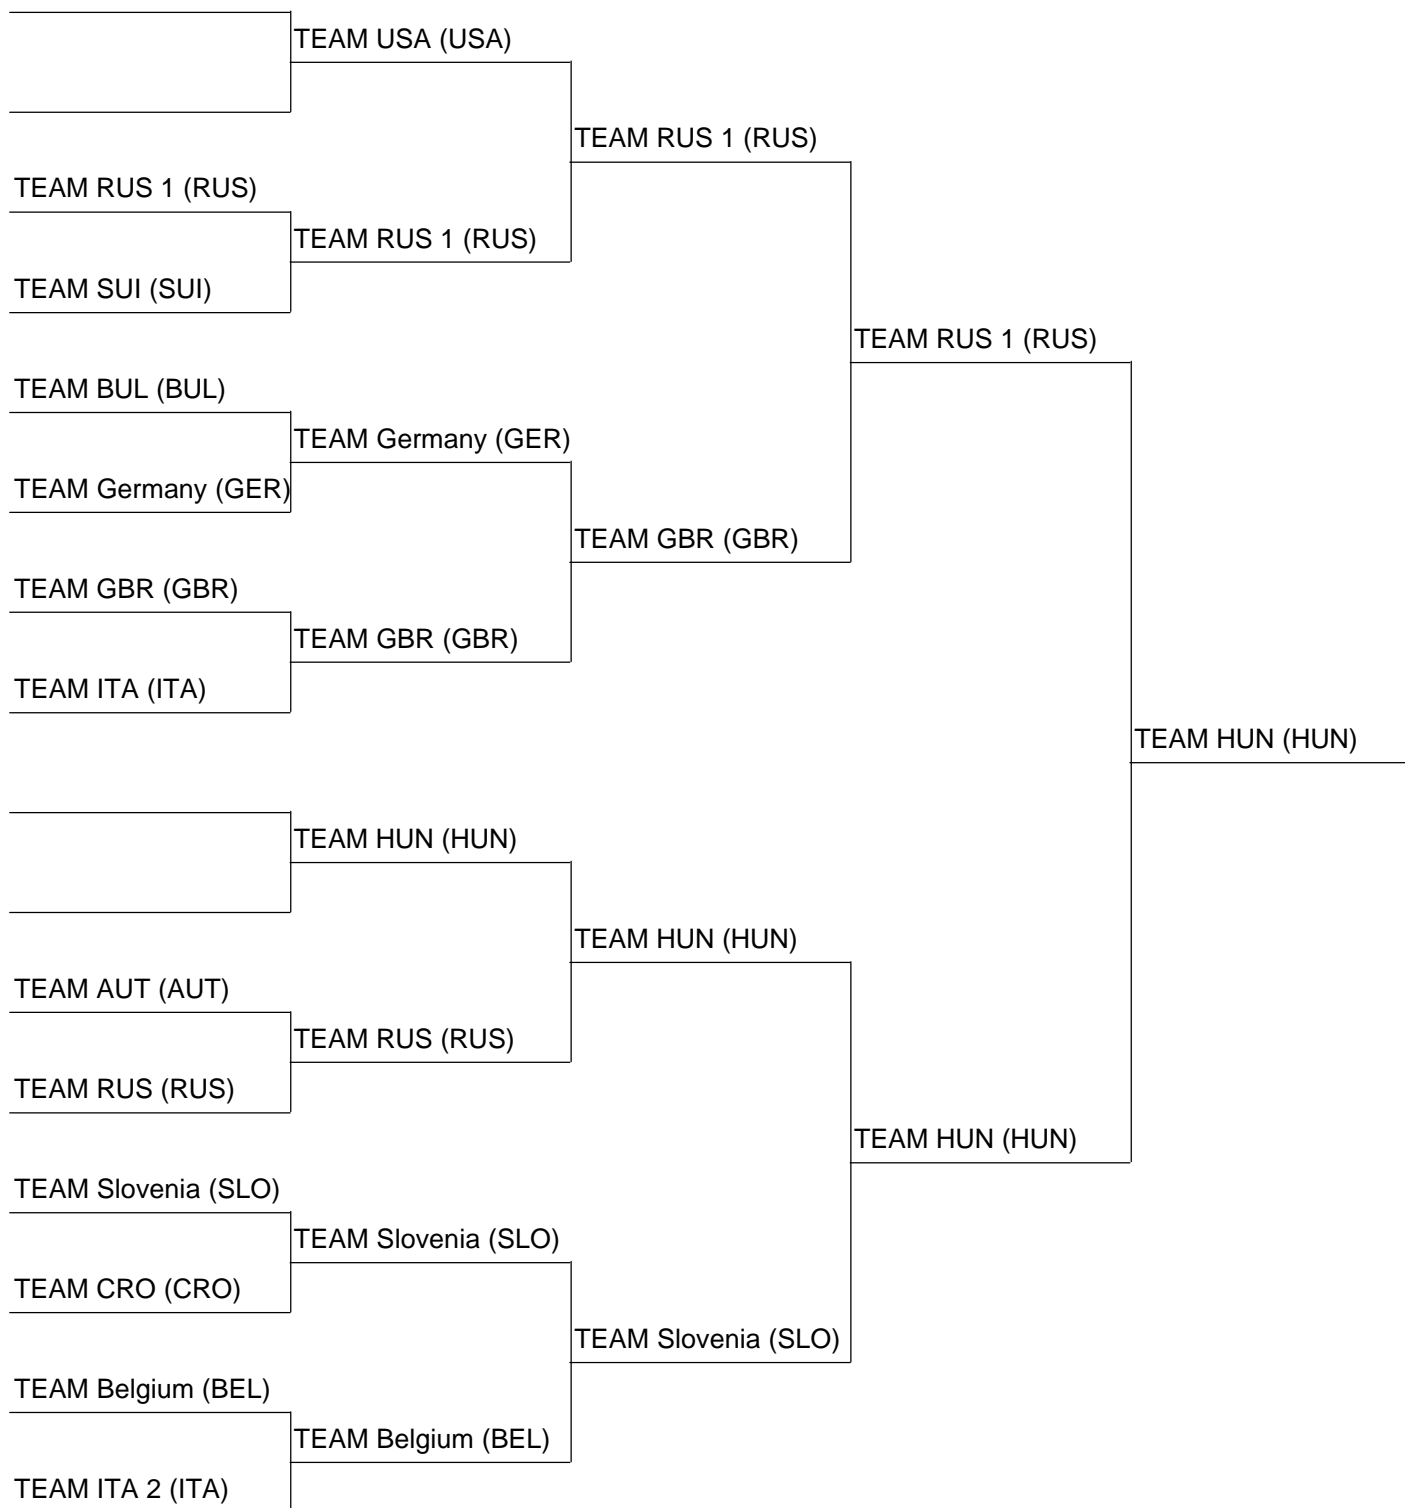 TEAM USA (USA)
TEAM RUS 1 (RUS)
TEAM RUS 1 (RUS)
TEAM RUS 1 (RUS)
TEAM SUI (SUI)
TEAM RUS 1 (RUS)
TEAM BUL (BUL)
TEAM Germany (GER)
TEAM Germany (GER)
TEAM GBR (GBR)
TEAM GBR (GBR)
TEAM GBR (GBR)
TEAM ITA (ITA)
TEAM HUN (HUN)
TEAM HUN (HUN)
TEAM HUN (HUN)
TEAM AUT (AUT)
TEAM RUS (RUS)
TEAM RUS (RUS)
TEAM HUN (HUN)
TEAM Slovenia (SLO)
TEAM Slovenia (SLO)
TEAM CRO (CRO)
TEAM Slovenia (SLO)
TEAM Belgium (BEL)
TEAM Belgium (BEL)
TEAM ITA 2 (ITA)